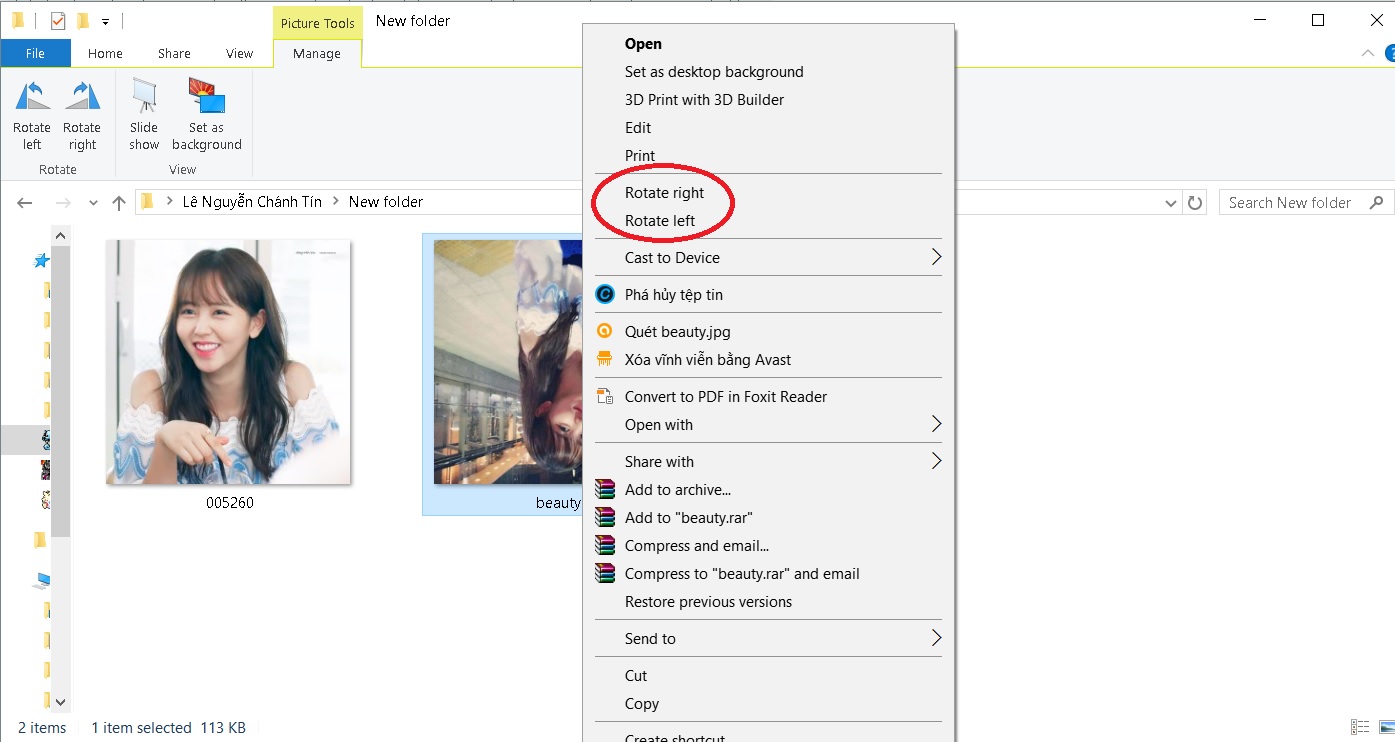 Picture Tools
New folder
File
Home
Share
View
Manage
Rotate left
Rotate right
Slide show
Set as background
Rotate
View
Lê Nguyễn Chánh Tín
New folder
Search New folder
005260
beauty
Open
Set as desktop background
3D Print with 3D Builder
Edit
Print
Rotate right
Rotate left
Cast to Device
Phá hủy tệp tin
Quét beauty.jpg
Xóa vĩnh viễn bằng Avast
Convert to PDF in Foxit Reader
Open with
Share with
Add to archive...
Add to "beauty.rar"
Compress and email...
Compress to "beauty.rar" and email
Restore previous versions
Send to
Cut
Copy
Create shortcut
2 items
1 item selected 113 KB